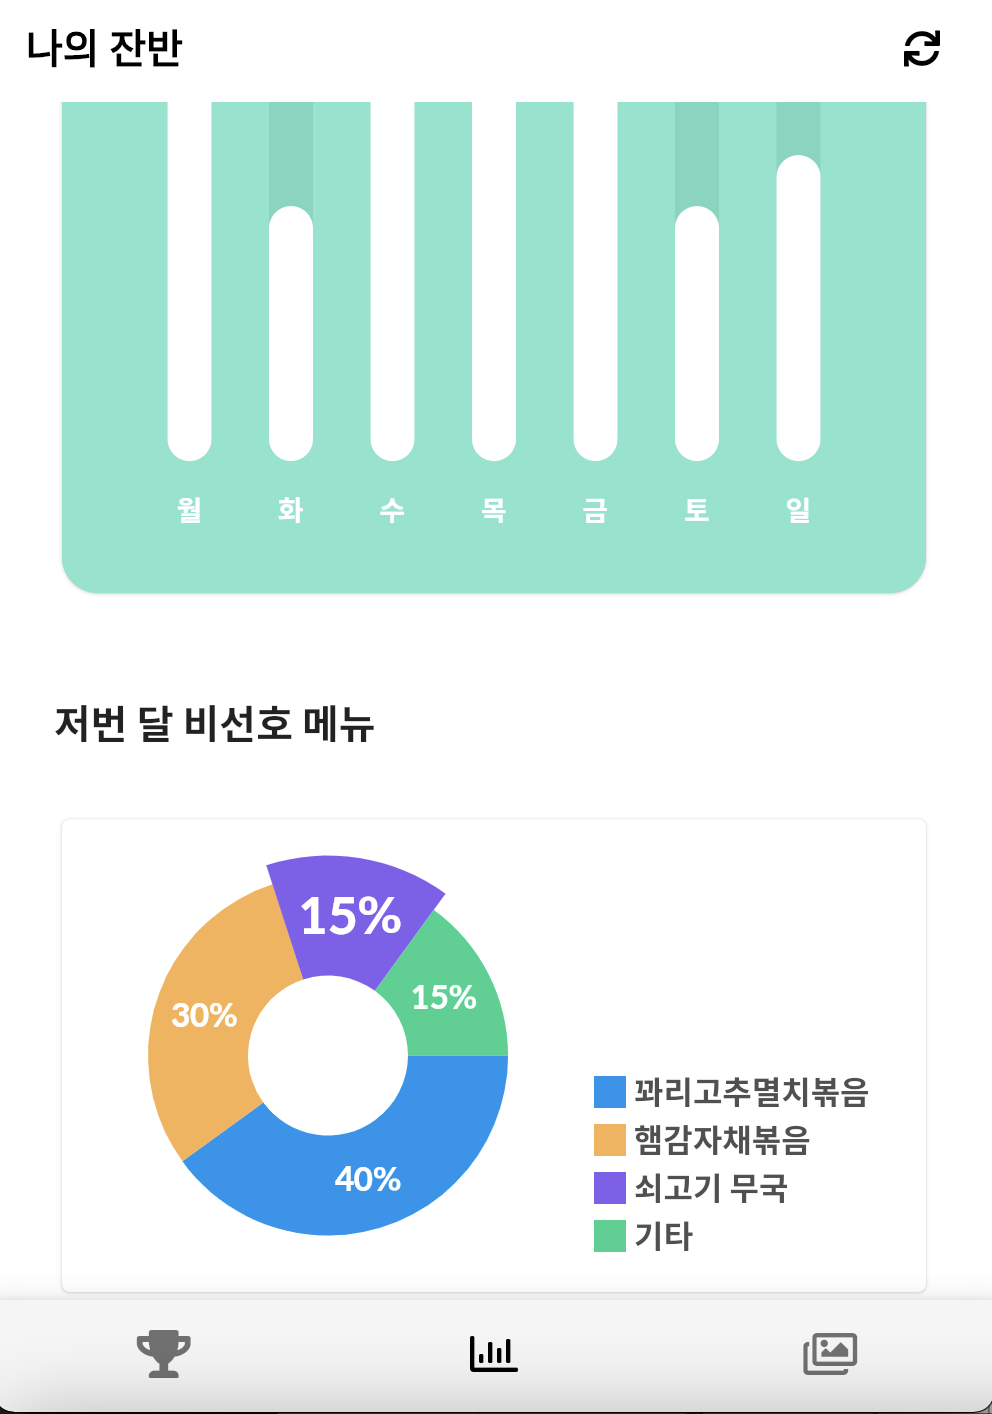 나의 잔반
월 화 수 목 금 토 일
저번 달 비선호 메뉴
15%
15%
30%
40%
꽈리고추멸치볶음
햄감자채볶음
쇠고기 무국
기타